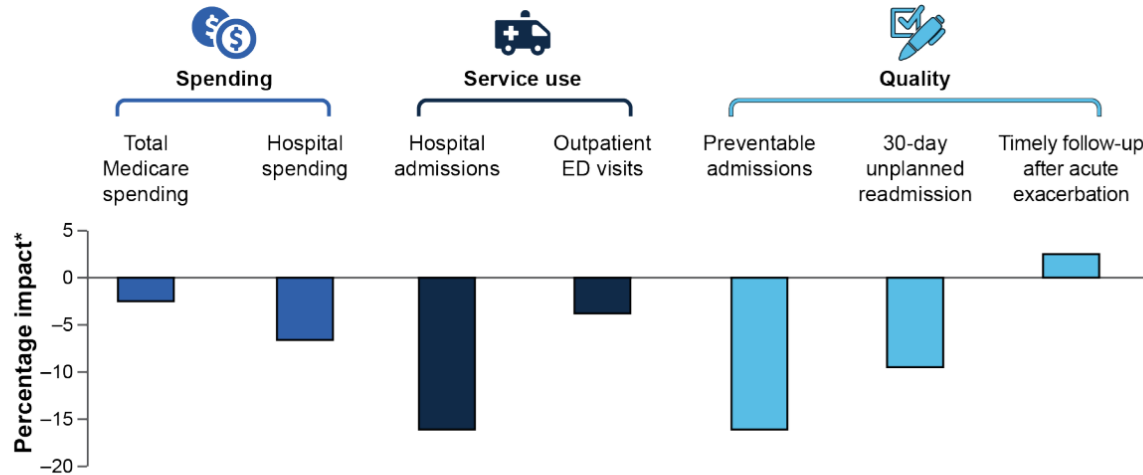 Spending
Service use
Quality
Total
Medicare
spending
Hospital
spending
Hospital
admissions
Outpatient
ED visits
Preventable
admissions
30-day
unplanned
readmission
Timely follow-up
after acute
exacerbation
Percentage impact*
5
0
–5
–10
–15
–20
$
$